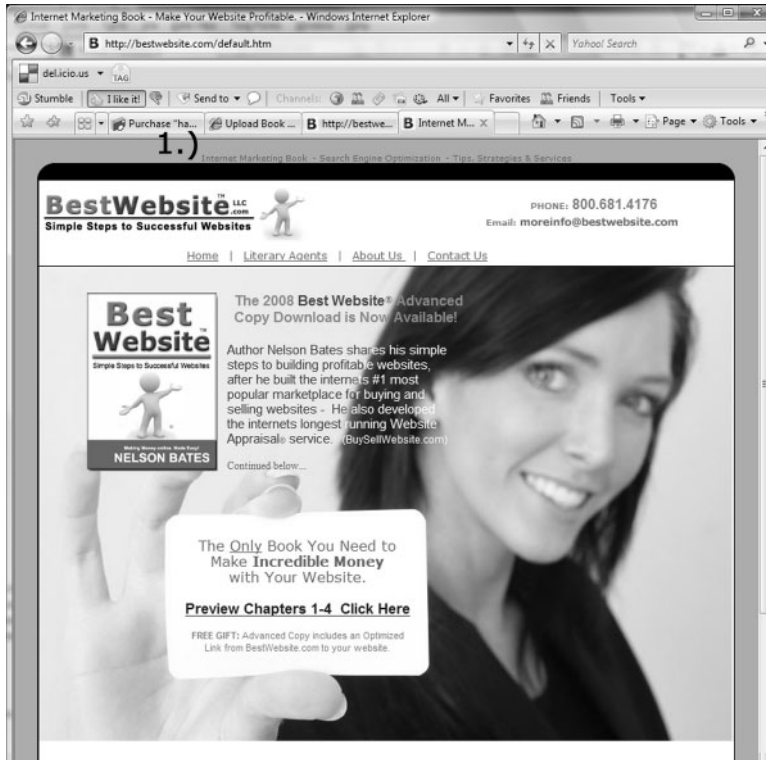 Internet Marketing Book - Make Your Website Profitable. - Windows Internet Explorer
B http://bestwebsite.com/default.htm Yahoo! Search
del.icio.us TAG
Stumble I like it! Send to Channels: All Favorites Friends Tools
Purchase "ha... Upload Book ... B http://bestwe... B Internet M... X Page Tools
1.)
Internet Marketing Book - Search Engine Optimization - Tips, Strategies & Services
BestWebsite™ LLC .com
Simple Steps to Successful Websites
PHONE: 800.681.4176
Email: moreinfo@bestwebsite.com
Home | Literary Agents | About Us | Contact Us
Best
Website™
Simple Steps to Successful Websites
Making Money online. Made Easy!
NELSON BATES
The 2008 Best Website® Advanced
Copy Download is Now Available!
Author Nelson Bates shares his simple
steps to building profitable websites,
after he built the internets #1 most
popular marketplace for buying and
selling websites - He also developed
the internets longest running Website
Appraisal® service. (BuySellWebsite.com)
Continued below...
The Only Book You Need to
Make Incredible Money
with Your Website.
Preview Chapters 1-4 Click Here
FREE GIFT: Advanced Copy includes an Optimized
Link from BestWebsite.com to your website.